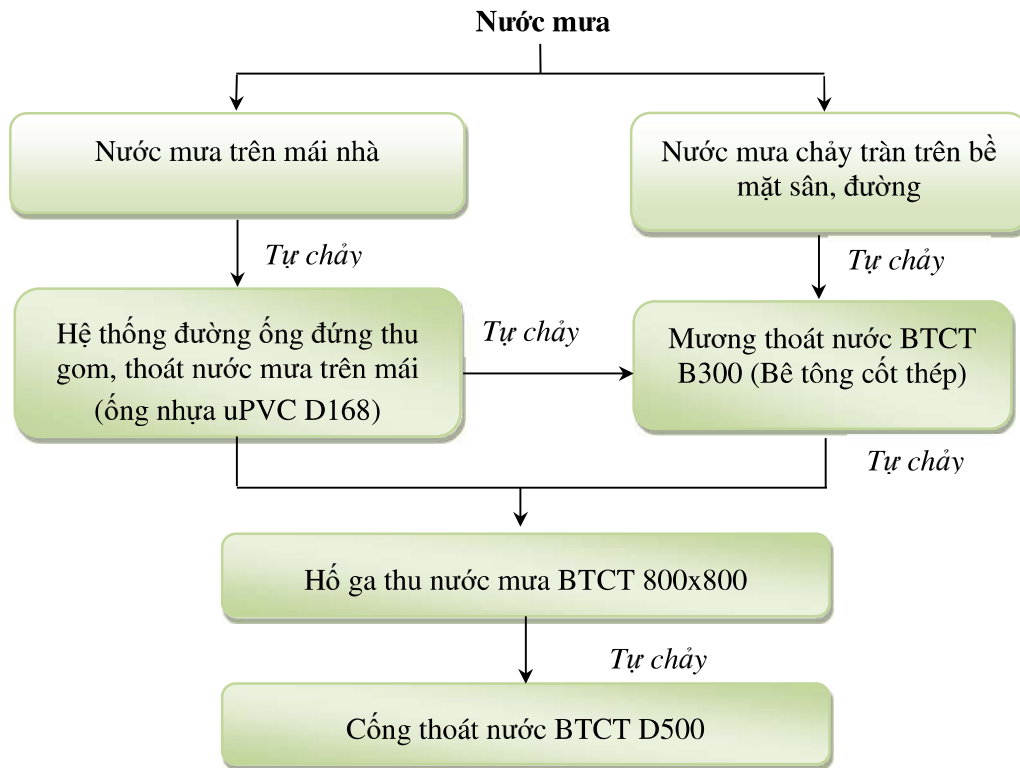 Nước mưa
Nước mưa trên mái nhà
Nước mưa chảy tràn trên bề
mặt sân, đường
Tự chảy
Tự chảy
Hệ thống đường ống đứng thu
gom, thoát nước mưa trên mái
(ống nhựa uPVC D168)
Tự chảy
Mương thoát nước BTCT
B300 (Bê tông cốt thép)
Tự chảy
Hố ga thu nước mưa BTCT 800x800
Tự chảy
Cống thoát nước BTCT D500